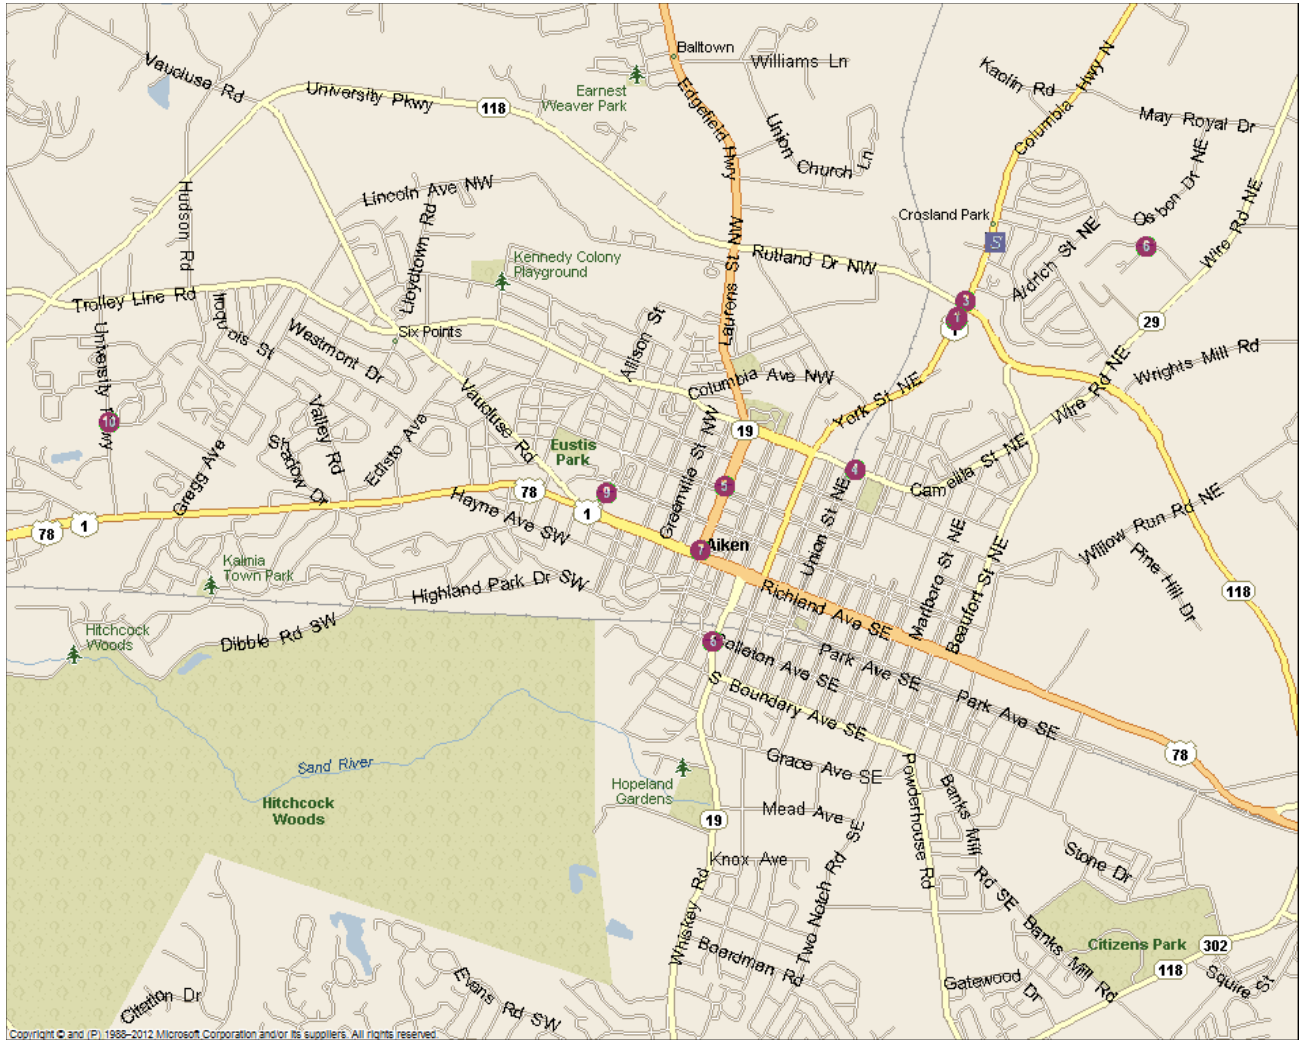 Balltown
Williams Ln
Vaucluse Rd
University Pkwy
118
Earnest
Weaver Park
Edgefield Hwy
Union Church Ln
Kaolin Rd
Columbia Hwy N
May Royal Dr
Lincoln Ave NW
Hudson Rd
Lloydtown Rd
Crosland Park
S
Osbon Dr NE
6
Aldrich St NE
Wire Rd NE
Kennedy Colony
Playground
Laurens St NW
Rutland Dr NW
Trolley Line Rd
Iroquois St
Westmont Dr
Six Points
Allison St
3
1
29
Wrights Mill Rd
University Pkwy
10
Columbia Ave NW
York St NE
Wire Rd NE
Vaucluse Rd
Valley Rd
Shadow Dr
Edisto Ave
Gregg Ave
Eustis
Park
19
Greenville St NW
4
Camellia St NE
78
1
78
9
1
5
Hayne Ave SW
Union St NE
Willow Run Rd NE
Pine Hill Dr
7
Aiken
Kalmia
Town Park
Highland Park Dr SW
Richland Ave SE
Marlboro St NE
Beaufort St NE
118
Hitchcock
Woods
Dibble Rd SW
Colleton Ave SE
Park Ave SE
Park Ave SE
S Boundary Ave SE
78
Sand River
Hitchcock
Woods
Hopeland
Gardens
Grace Ave SE
Mead Ave
19
Powderhouse Rd
Banks Mill Rd SE
Knox Ave
Stone Dr
Two Notch Rd SE
Whiskey Rd
Boardman Rd
Banks Mill Rd
Citizens Park
302
118
Squire St
Gatewood Dr
Citation Dr
Evans Rd SW
Copyright © and (P) 1988–2012 Microsoft Corporation and/or its suppliers. All rights reserved.